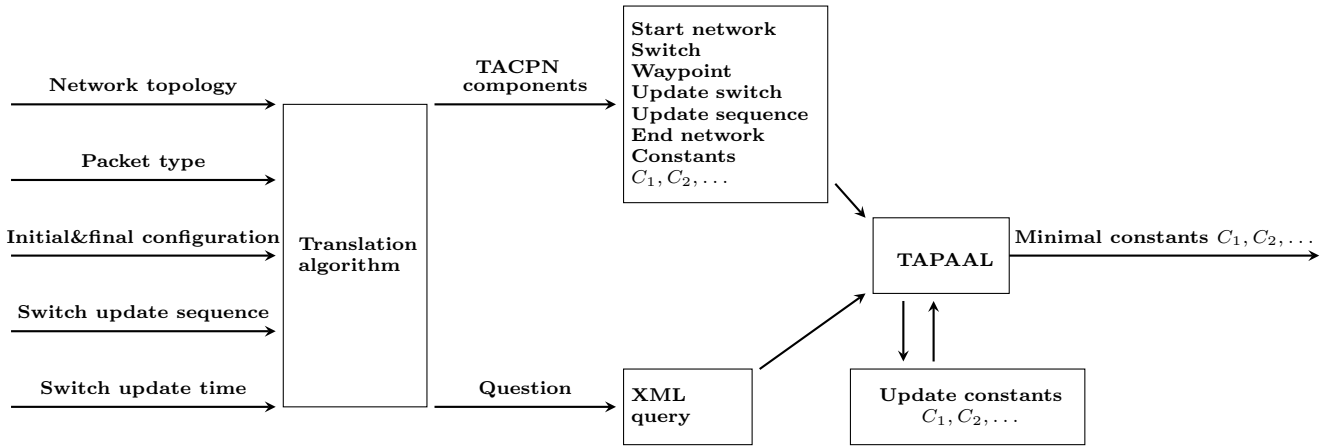 Network topology
Packet type
Initial&final configuration
Switch update sequence
Switch update time
Translation
algorithm
TACPN
components
Question
Start network
Switch
Waypoint
Update switch
Update sequence
End network
Constants
C₁, C₂, . . .
XML
query
TAPAAL
Minimal constants C₁, C₂, . . .
Update constants
C₁, C₂, . . .